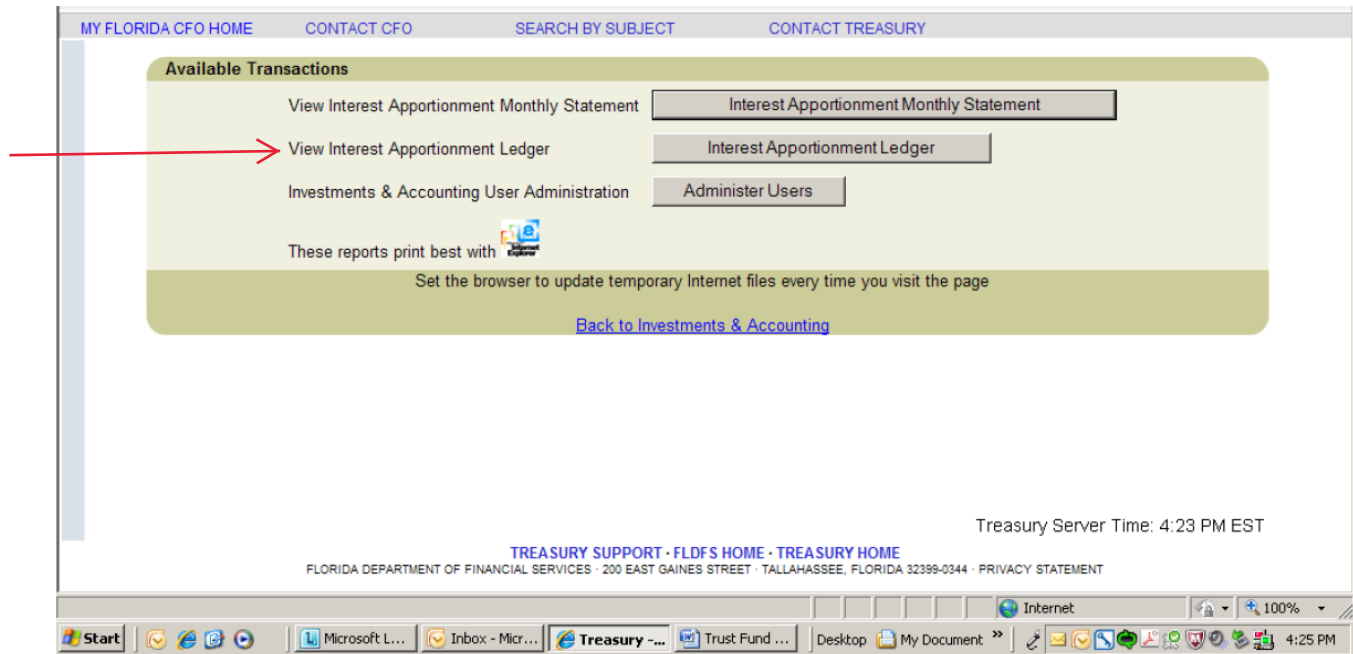 MY FLORIDA CFO HOME CONTACT CFO SEARCH BY SUBJECT CONTACT TREASURY
Available Transactions
View Interest Apportionment Monthly Statement Interest Apportionment Monthly Statement
View Interest Apportionment Ledger Interest Apportionment Ledger
Investments & Accounting User Administration Administer Users
These reports print best with Internet Explorer
Set the browser to update temporary Internet files every time you visit the page
Back to Investments & Accounting
Treasury Server Time: 4:23 PM EST
TREASURY SUPPORT · FLDFS HOME · TREASURY HOME
FLORIDA DEPARTMENT OF FINANCIAL SERVICES · 200 EAST GAINES STREET · TALLAHASSEE, FLORIDA 32399-0344 · PRIVACY STATEMENT
Internet 100%
Start Microsoft L... Inbox - Micr... Treasury -... Trust Fund ... Desktop My Document » 4:25 PM